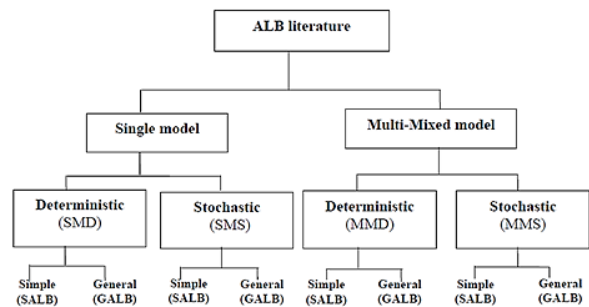 ALB literature
Single model
Multi-Mixed model
Deterministic
(SMD)
Stochastic
(SMS)
Deterministic
(MMD)
Stochastic
(MMS)
Simple
(SALB)
General
(GALB)
Simple
(SALB)
General
(GALB)
Simple
(SALB)
General
(GALB)
Simple
(SALB)
General
(GALB)